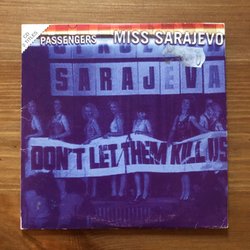 PASSENGERS MISS SARAJEVO
SARAJEVA
DON'T LET THEM KILL US